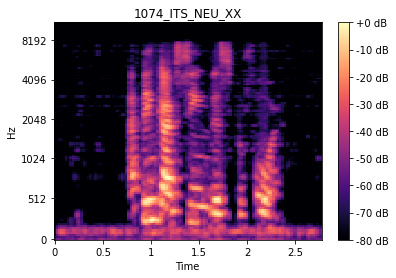 1074_ITS_NEU_XX
+0 dB
8192
-10 dB
4096
-20 dB
-30 dB
2048
Hz
-40 dB
1024
-50 dB
-60 dB
512
-70 dB
0
-80 dB
0 0.5 1 1.5 2 2.5
Time